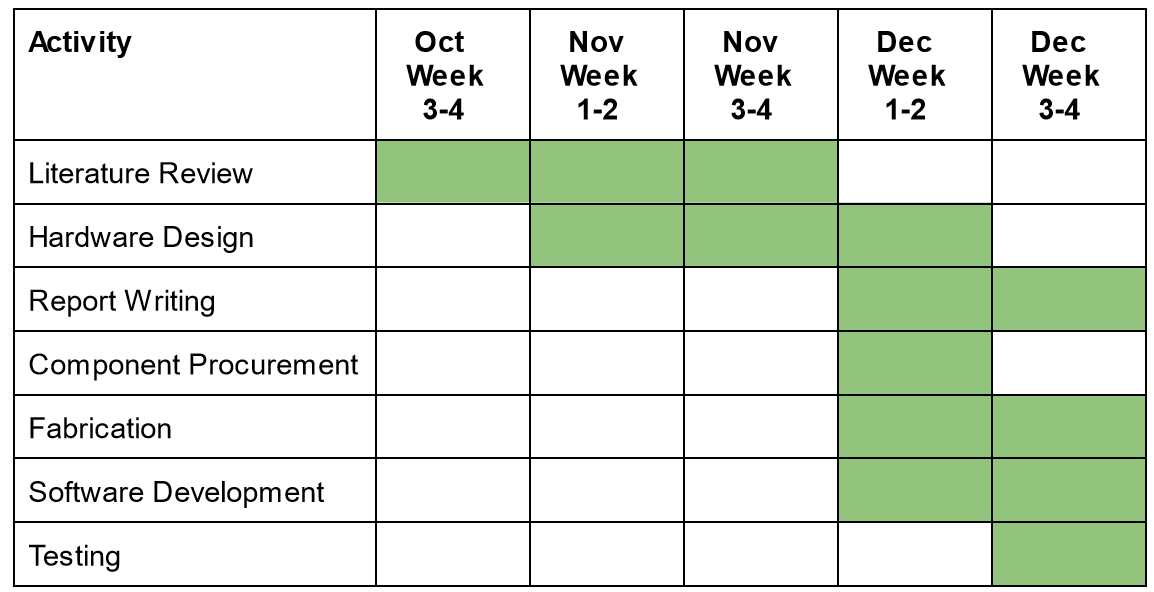 Activity
Oct
Week
3-4
Nov
Week
1-2
Nov
Week
3-4
Dec
Week
1-2
Dec
Week
3-4
Literature Review
Hardware Design
Report Writing
Component Procurement
Fabrication
Software Development
Testing